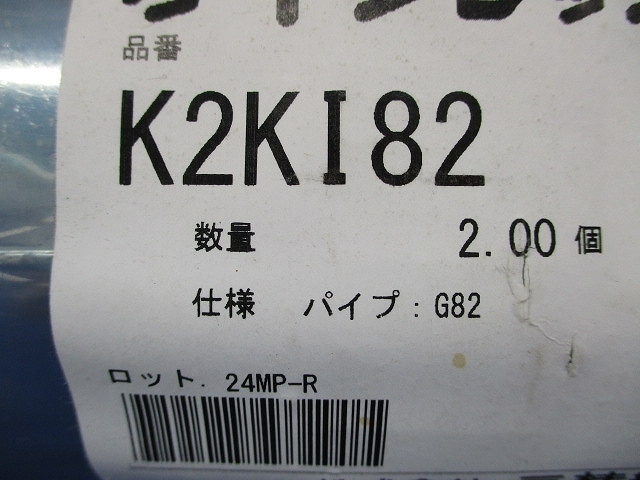 品番
K2KI82
数量 2.00 個
仕様 パイプ：G82
ロット. 24MP-R